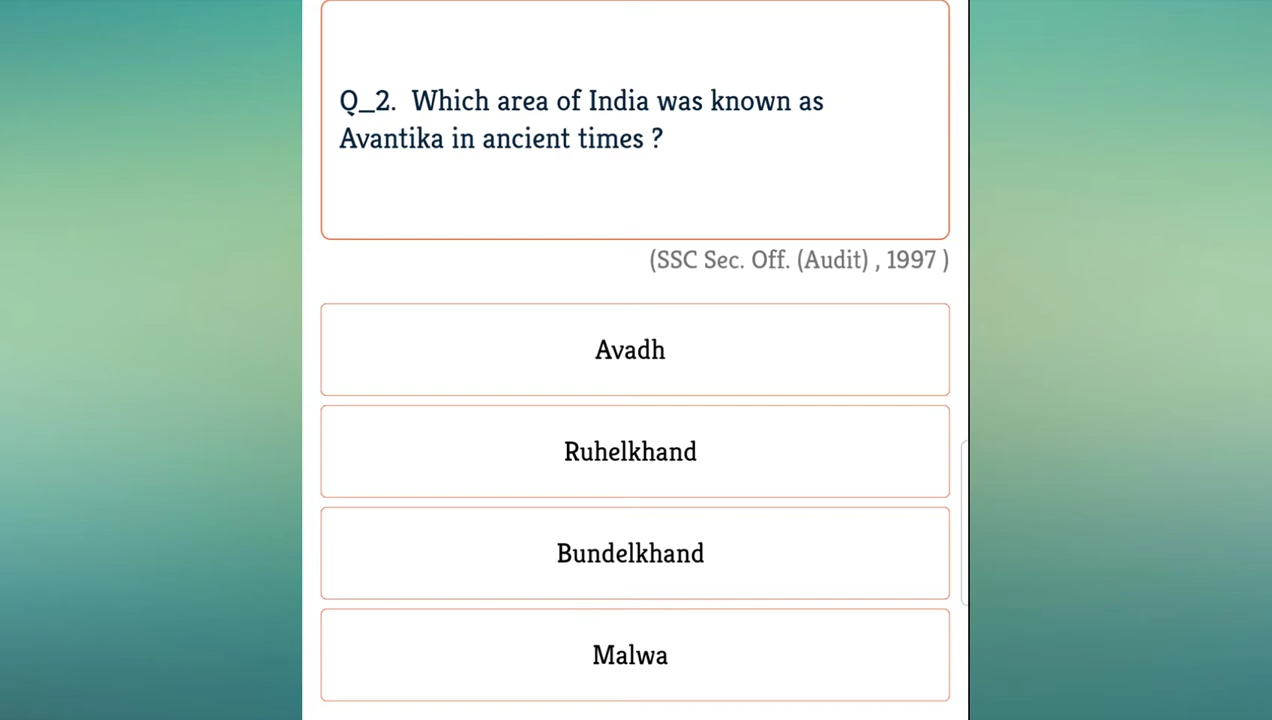 Q_2. Which area of India was known as
Avantika in ancient times ?
(SSC Sec. Off. (Audit) , 1997 )
Avadh
Ruhelkhand
Bundelkhand
Malwa